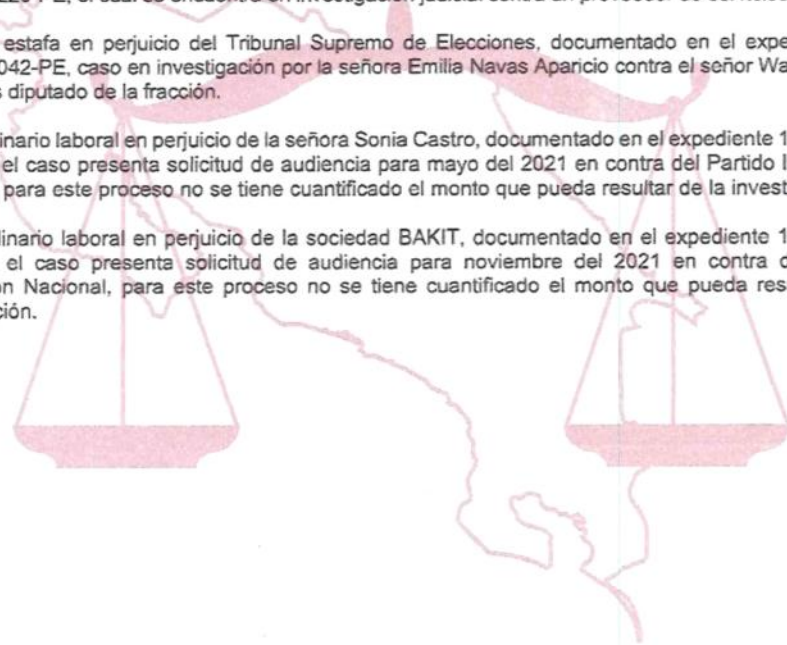 estafa en perjuicio del Tribunal Supremo de Elecciones, documentado en el expe
042-PE, caso en investigación por la señora Emilia Navas Aparicio contra el señor Wa
diputado de la fracción.
inario laboral en perjuicio de la señora Sonia Castro, documentado en el expediente 1
el caso presenta solicitud de audiencia para mayo del 2021 en contra del Partido I
para este proceso no se tiene cuantificado el monto que pueda resultar de la invest
linario laboral en perjuicio de la sociedad BAKIT, documentado en el expediente 1
el caso presenta solicitud de audiencia para noviembre del 2021 en contra d
ón Nacional, para este proceso no se tiene cuantificado el monto que pueda res
ción.